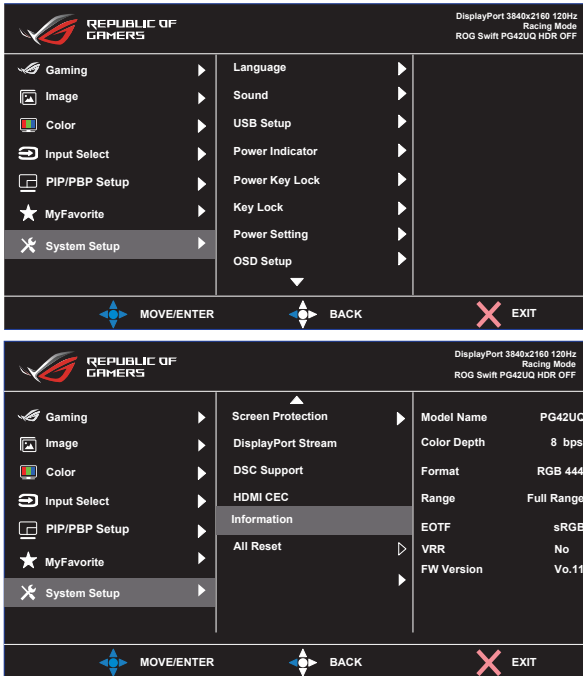 REPUBLIC OF
GAMERS
DisplayPort 3840x2160 120Hz
Racing Mode
ROG Swift PG42UQ HDR OFF
Gaming
Image
Color
Input Select
PIP/PBP Setup
MyFavorite
System Setup
Language
Sound
USB Setup
Power Indicator
Power Key Lock
Key Lock
Power Setting
OSD Setup
MOVE/ENTER
BACK
EXIT
REPUBLIC OF
GAMERS
DisplayPort 3840x2160 120Hz
Racing Mode
ROG Swift PG42UQ HDR OFF
Gaming
Image
Color
Input Select
PIP/PBP Setup
MyFavorite
System Setup
Screen Protection
DisplayPort Stream
DSC Support
HDMI CEC
Information
All Reset
Model Name PG42UQ
Color Depth 8 bps
Format RGB 444
Range Full Range
EOTF sRGB
VRR No
FW Version Vo.11
MOVE/ENTER
BACK
EXIT